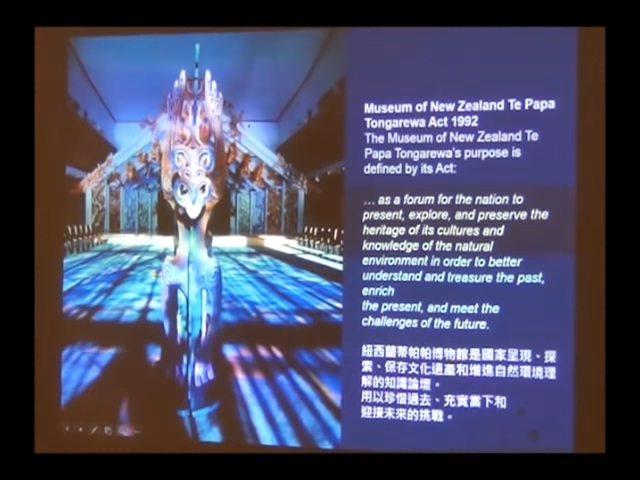 Museum of New Zealand Te Papa
Tongarewa Act 1992
The Museum of New Zealand Te
Papa Tongarewa's purpose is
defined by its Act:
... as a forum for the nation to
present, explore, and preserve the
heritage of its cultures and
knowledge of the natural
environment in order to better
understand and treasure the past,
enrich
the present, and meet the
challenges of the future.
紐西蘭蒂帕帕博物館是國家呈現、探
索、保存文化遺產和增進自然環境理
解的知識論壇。
用以珍惜過去、充實當下和
迎接未來的挑戰。